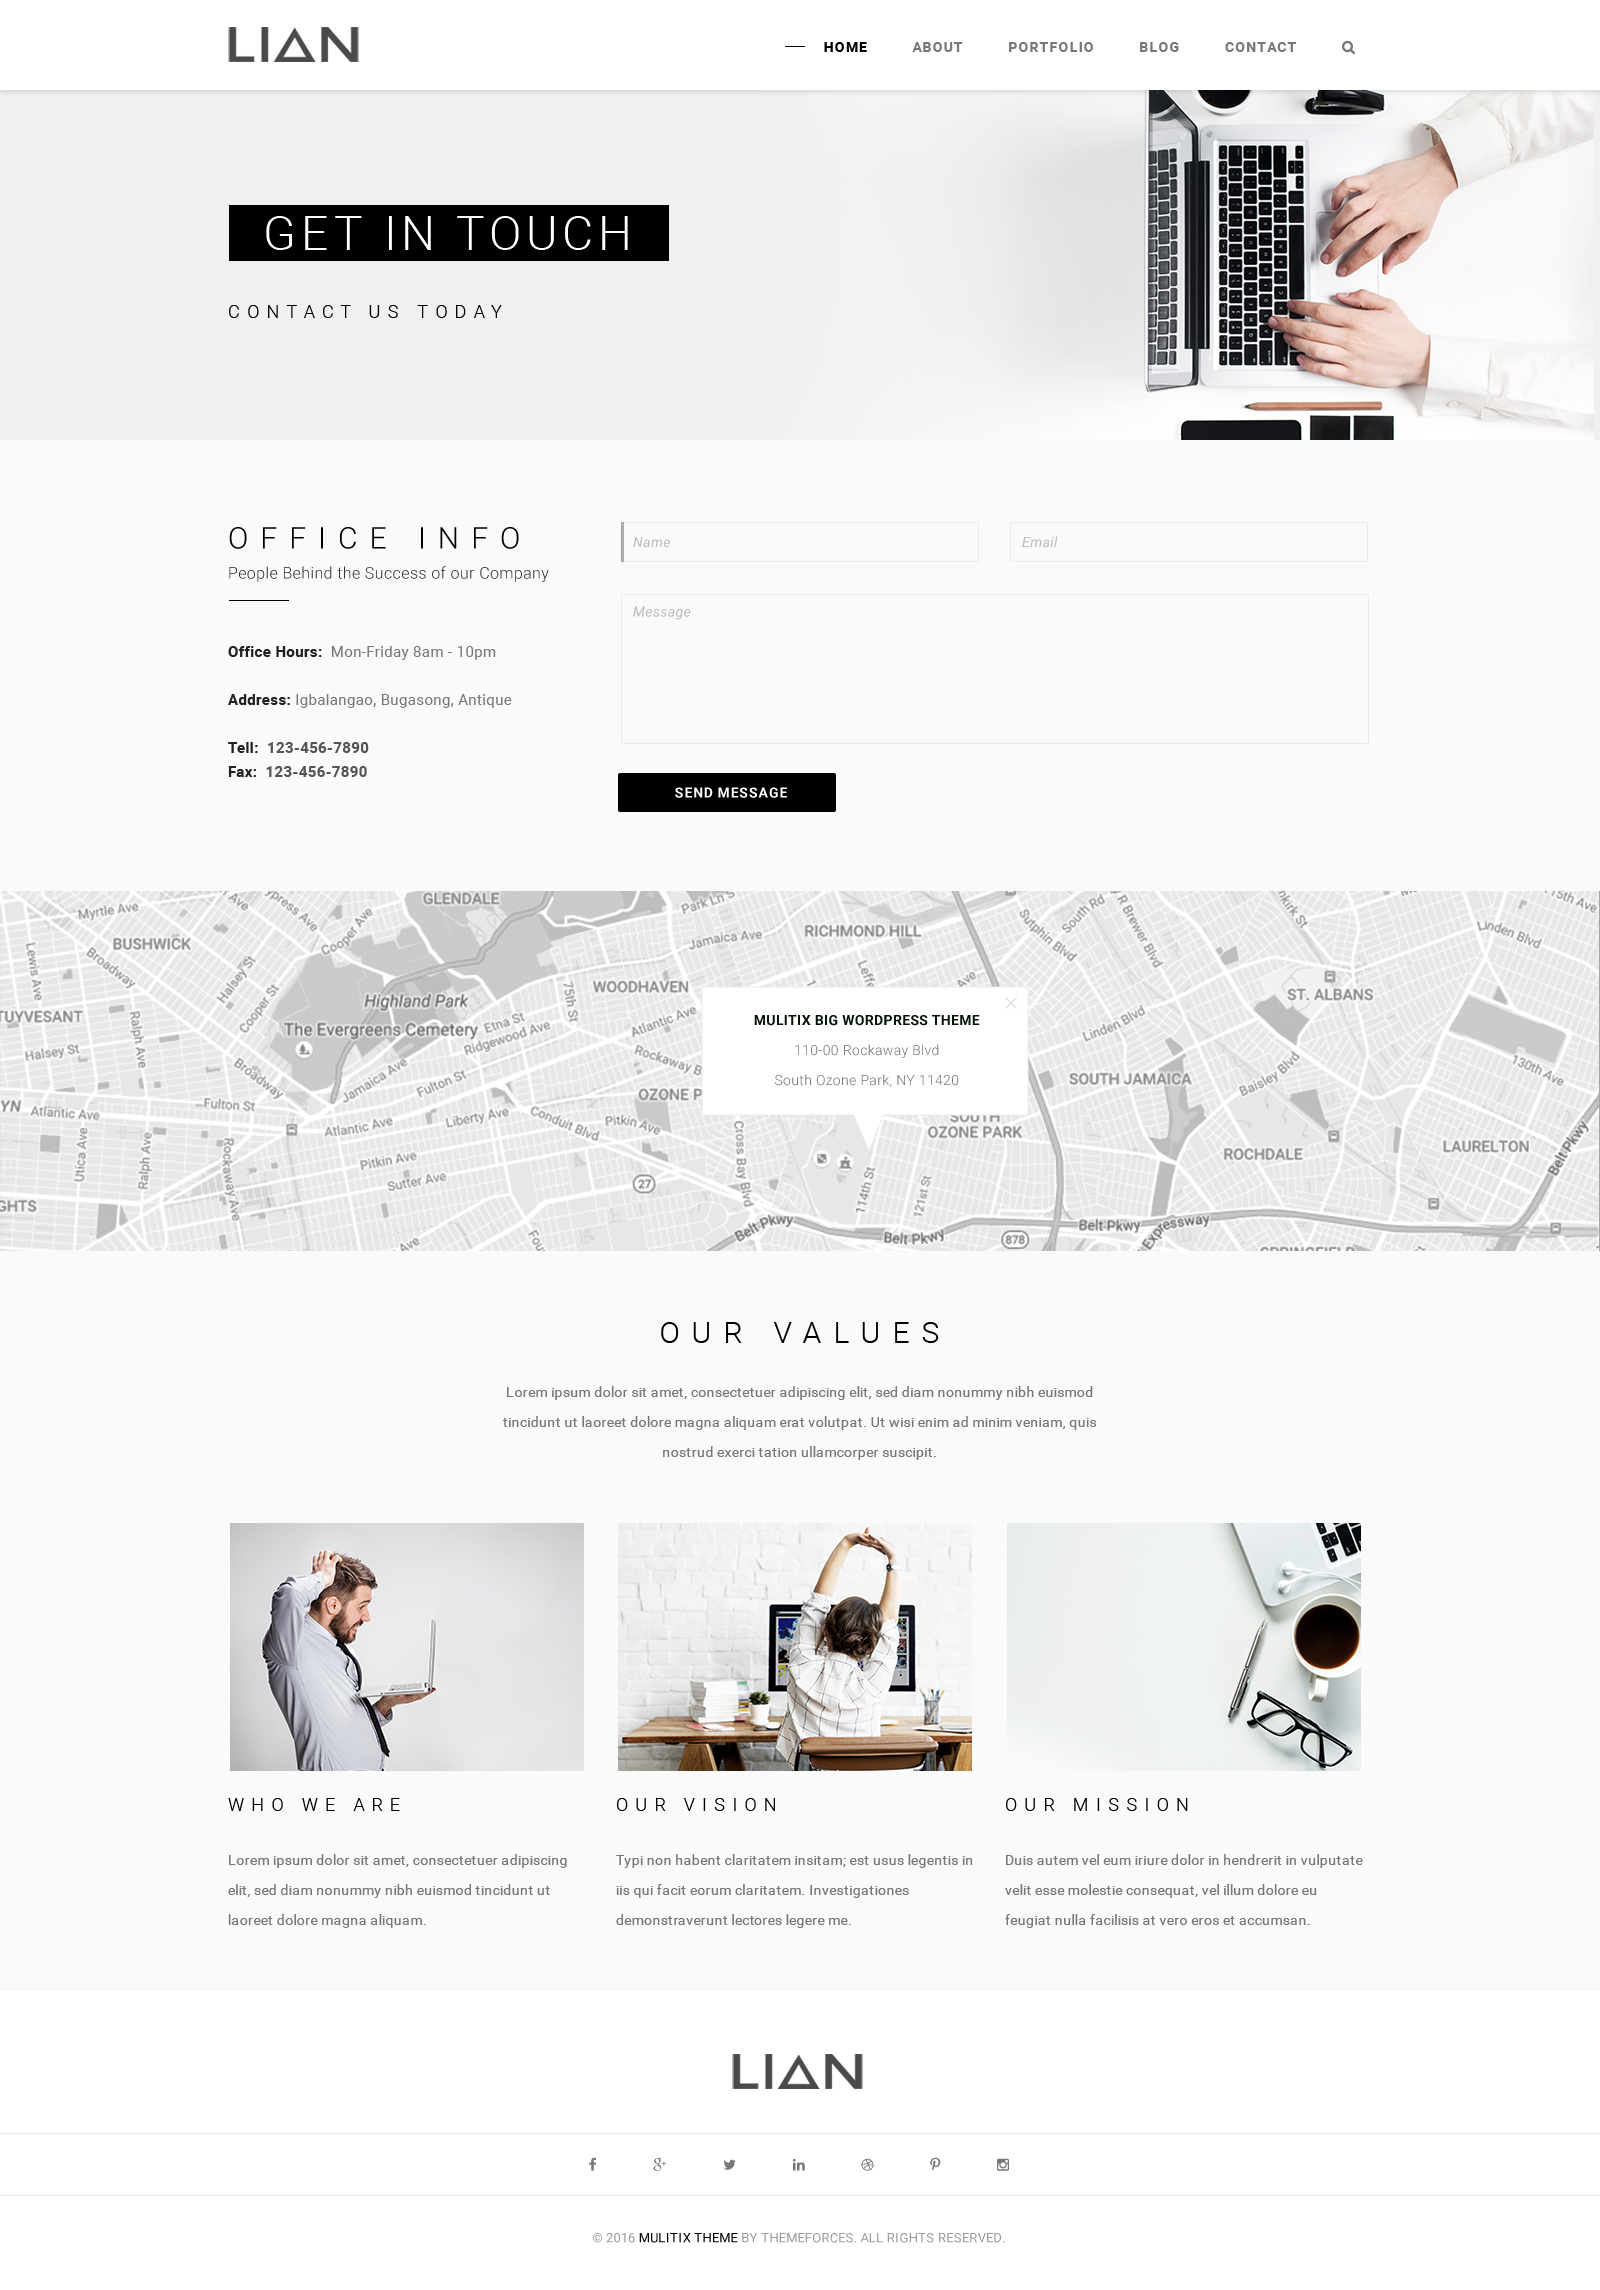 LIAN
HOME ABOUT PORTFOLIO BLOG CONTACT
GET IN TOUCH
CONTACT US TODAY
OFFICE INFO
People Behind the Success of our Company
Office Hours: Mon-Friday 8am - 10pm
Address: Igbalangao, Bugasong, Antique
Tell: 123-456-7890
Fax: 123-456-7890
Name
Email
Message
SEND MESSAGE
GLENDALE
Myrtle Ave
Cooper Ave
Park Ln S
Jamaica Ave
RICHMOND HILL
Sutphin Blvd
South Rd
R Brewer Blvd
Linden Blvd
115th Ave
BUSHWICK
Broadway
Lewis Ave
Halsey St
Cooper St
Highland Park
The Evergreens Cemetery
Etna St
Ridgewood Ave
75th St
WOODHAVEN
Atlantic Ave
Rockaway B
ST. ALBANS
Linden Blvd
TUYVESANT
Ralph Ave
Halsey St
Broadway
Jamaica Ave
Fulton St
OZONE P
SOUTH JAMAICA
Baisley Blvd
130th Ave
MULITIX BIG WORDPRESS THEME
110-00 Rockaway Blvd
South Ozone Park, NY 11420
YN
Atlantic Ave
Fulton St
Atlantic Ave
Liberty Ave
Conduit Blvd
Pitkin Ave
SOUTH
OZONE PARK
Utica Ave
Ralph Ave
Rockaway Ave
Pitkin Ave
Sutter Ave
27
Cross Bay Blvd
114th St
121st St
ROCHDALE
LAURELTON
Belt Pkwy
GHTS
Belt Pkwy
Belt Pkwy
878
Belt Pkwy
Expressway
SPRINGFIELD
OUR VALUES
Lorem ipsum dolor sit amet, consectetuer adipiscing elit, sed diam nonummy nibh euismod
tincidunt ut laoreet dolore magna aliquam erat volutpat. Ut wisi enim ad minim veniam, quis
nostrud exerci tation ullamcorper suscipit.
WHO WE ARE
Lorem ipsum dolor sit amet, consectetuer adipiscing
elit, sed diam nonummy nibh euismod tincidunt ut
laoreet dolore magna aliquam.
OUR VISION
Typi non habent claritatem insitam; est usus legentis in
iis qui facit eorum claritatem. Investigationes
demonstraverunt lectores legere me.
OUR MISSION
Duis autem vel eum iriure dolor in hendrerit in vulputate
velit esse molestie consequat, vel illum dolore eu
feugiat nulla facilisis at vero eros et accumsan.
LIAN
© 2016 MULITIX THEME BY THEMEFORCES. ALL RIGHTS RESERVED.